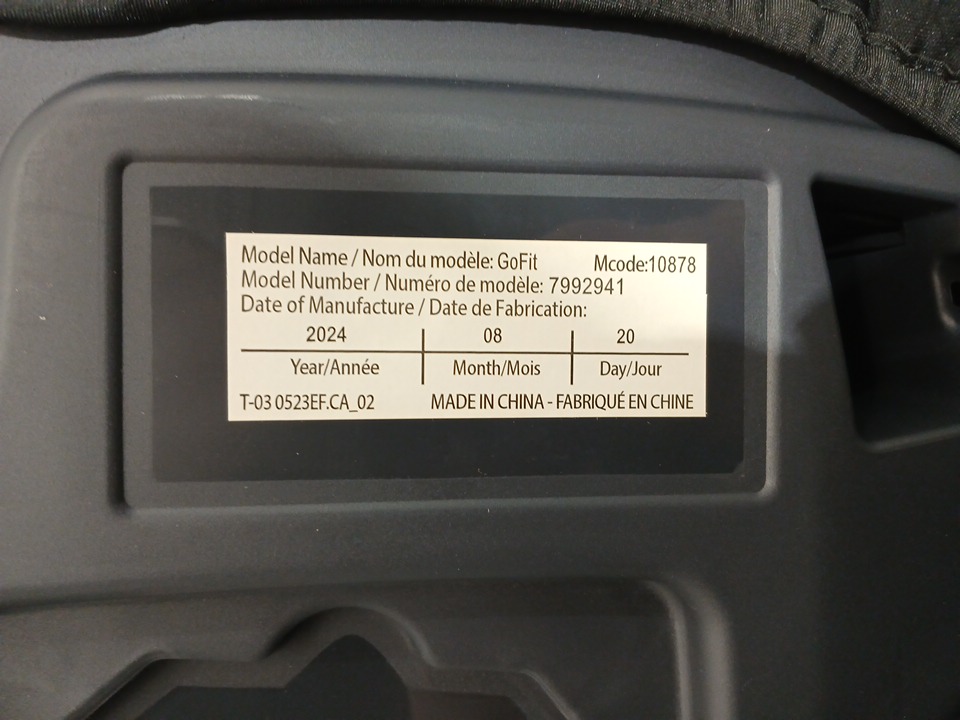 Model Name / Nom du modèle: GoFit Mcode:10878
Model Number / Numéro de modèle: 7992941
Date of Manufacture / Date de Fabrication:
2024 08 20
Year/Année Month/Mois Day/Jour
T-03 0523EF.CA_02 MADE IN CHINA - FABRIQUÉ EN CHINE